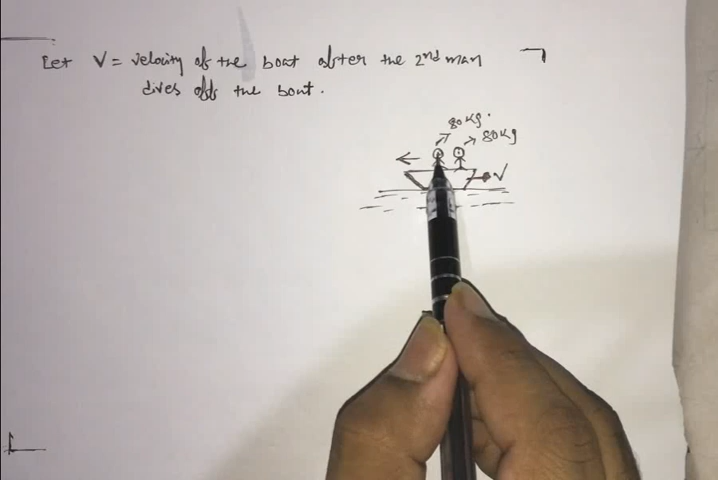 Let V = velocity of the boat after the 2nd man
dives off the boat.
80 kg.
80 kg
V